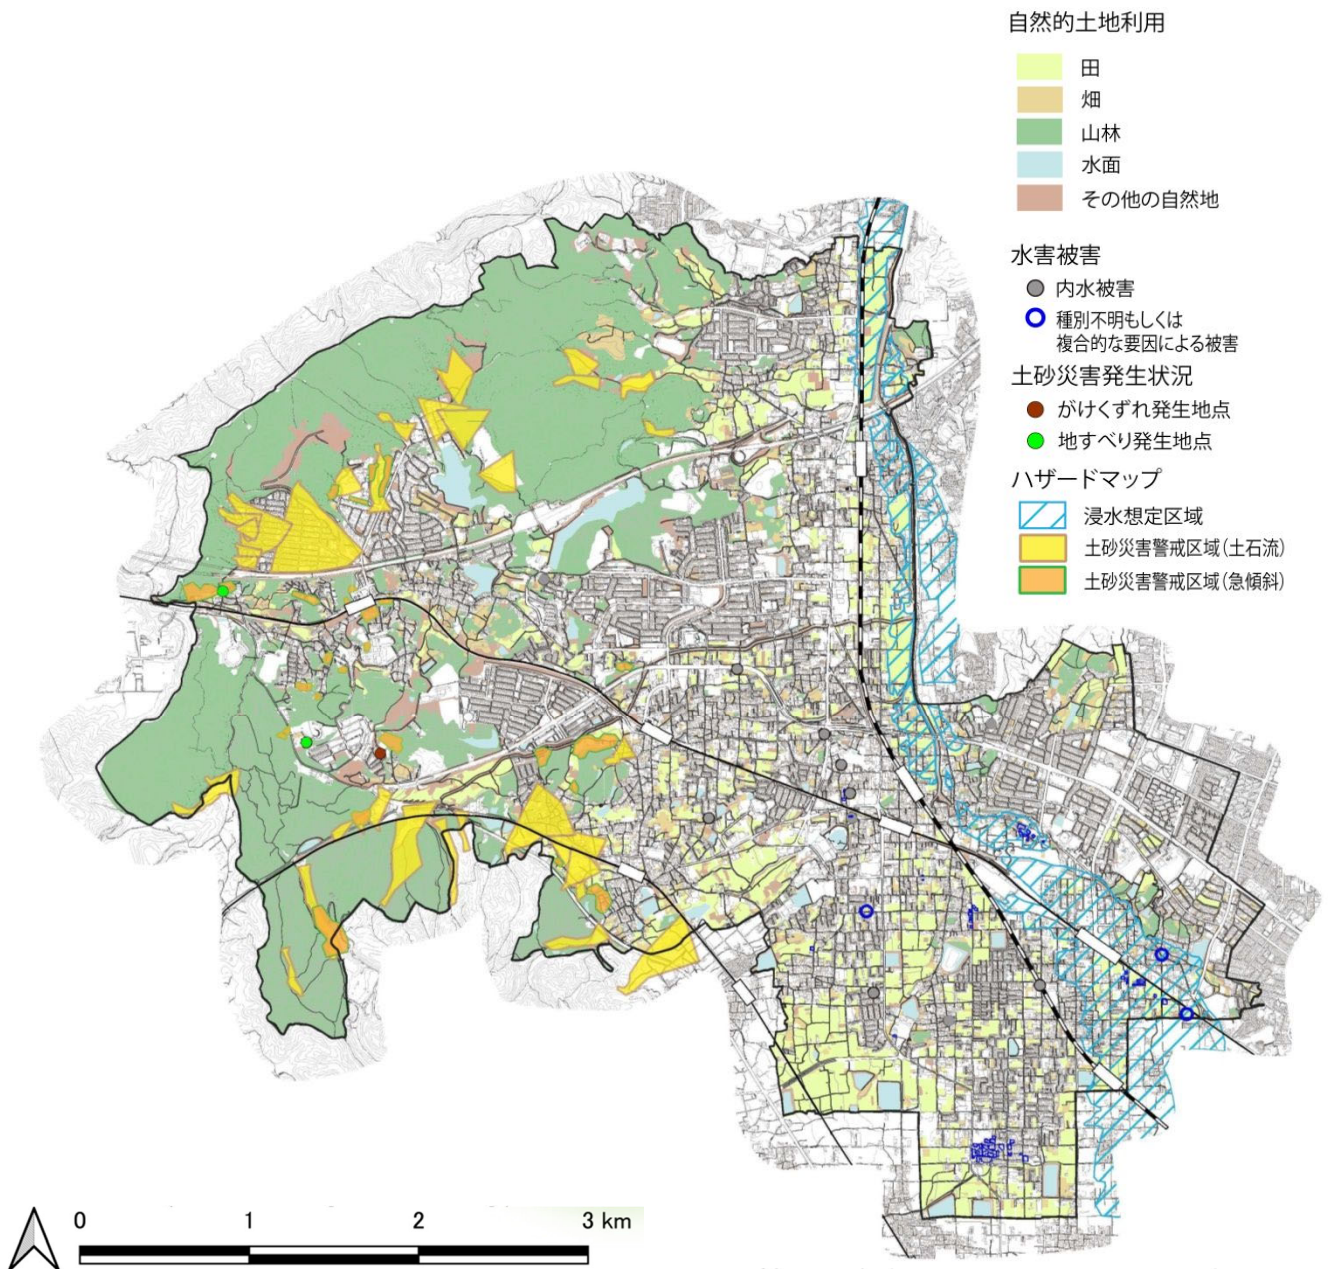 自然的土地利用
田
畑
山林
水面
その他の自然地
水害被害
内水被害
種別不明もしくは
複合的な要因による被害
土砂災害発生状況
がけくずれ発生地点
地すべり発生地点
ハザードマップ
浸水想定区域
土砂災害警戒区域(土石流)
土砂災害警戒区域(急傾斜)
0 1 2 3 km